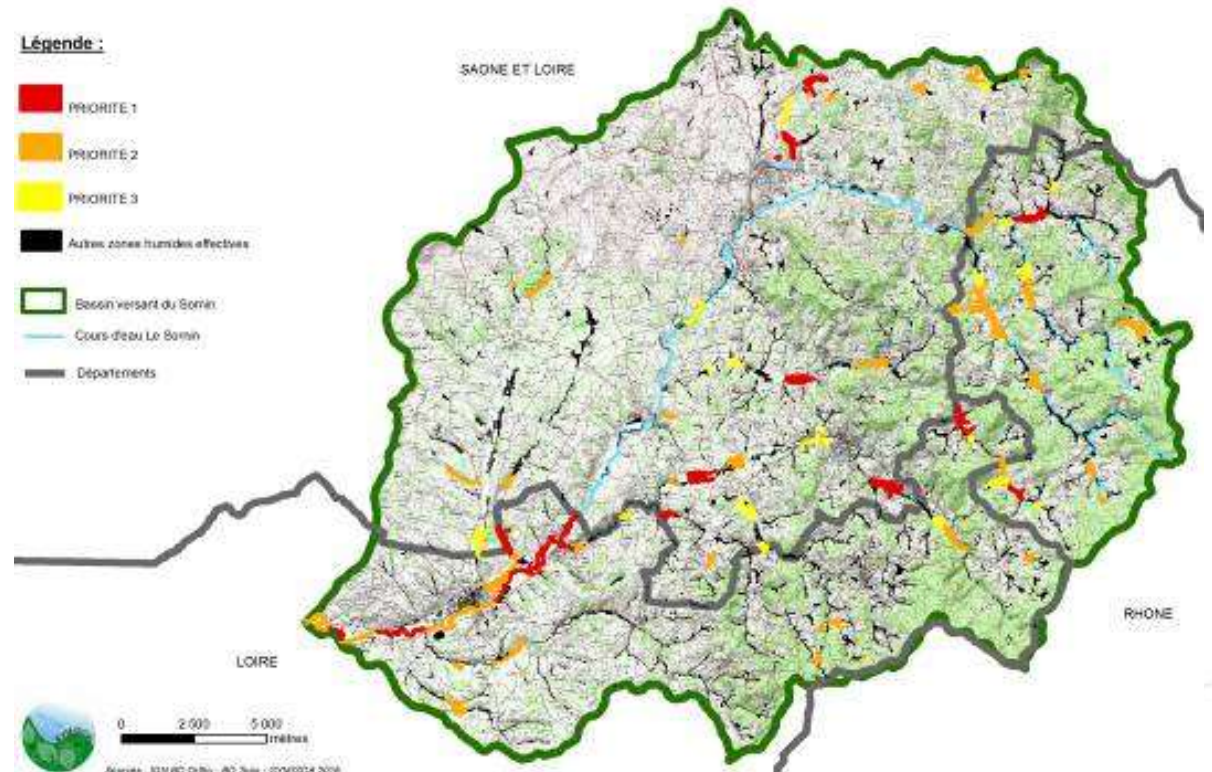 Légende :
PRIORITE 1
PRIORITE 2
PRIORITE 3
Autres zones humides effectives
Bassin versant du Sornin
Cours d'eau Le Sornin
Départements
SAONE ET LOIRE
LOIRE
RHONE
0 2 500 5 000
mètres